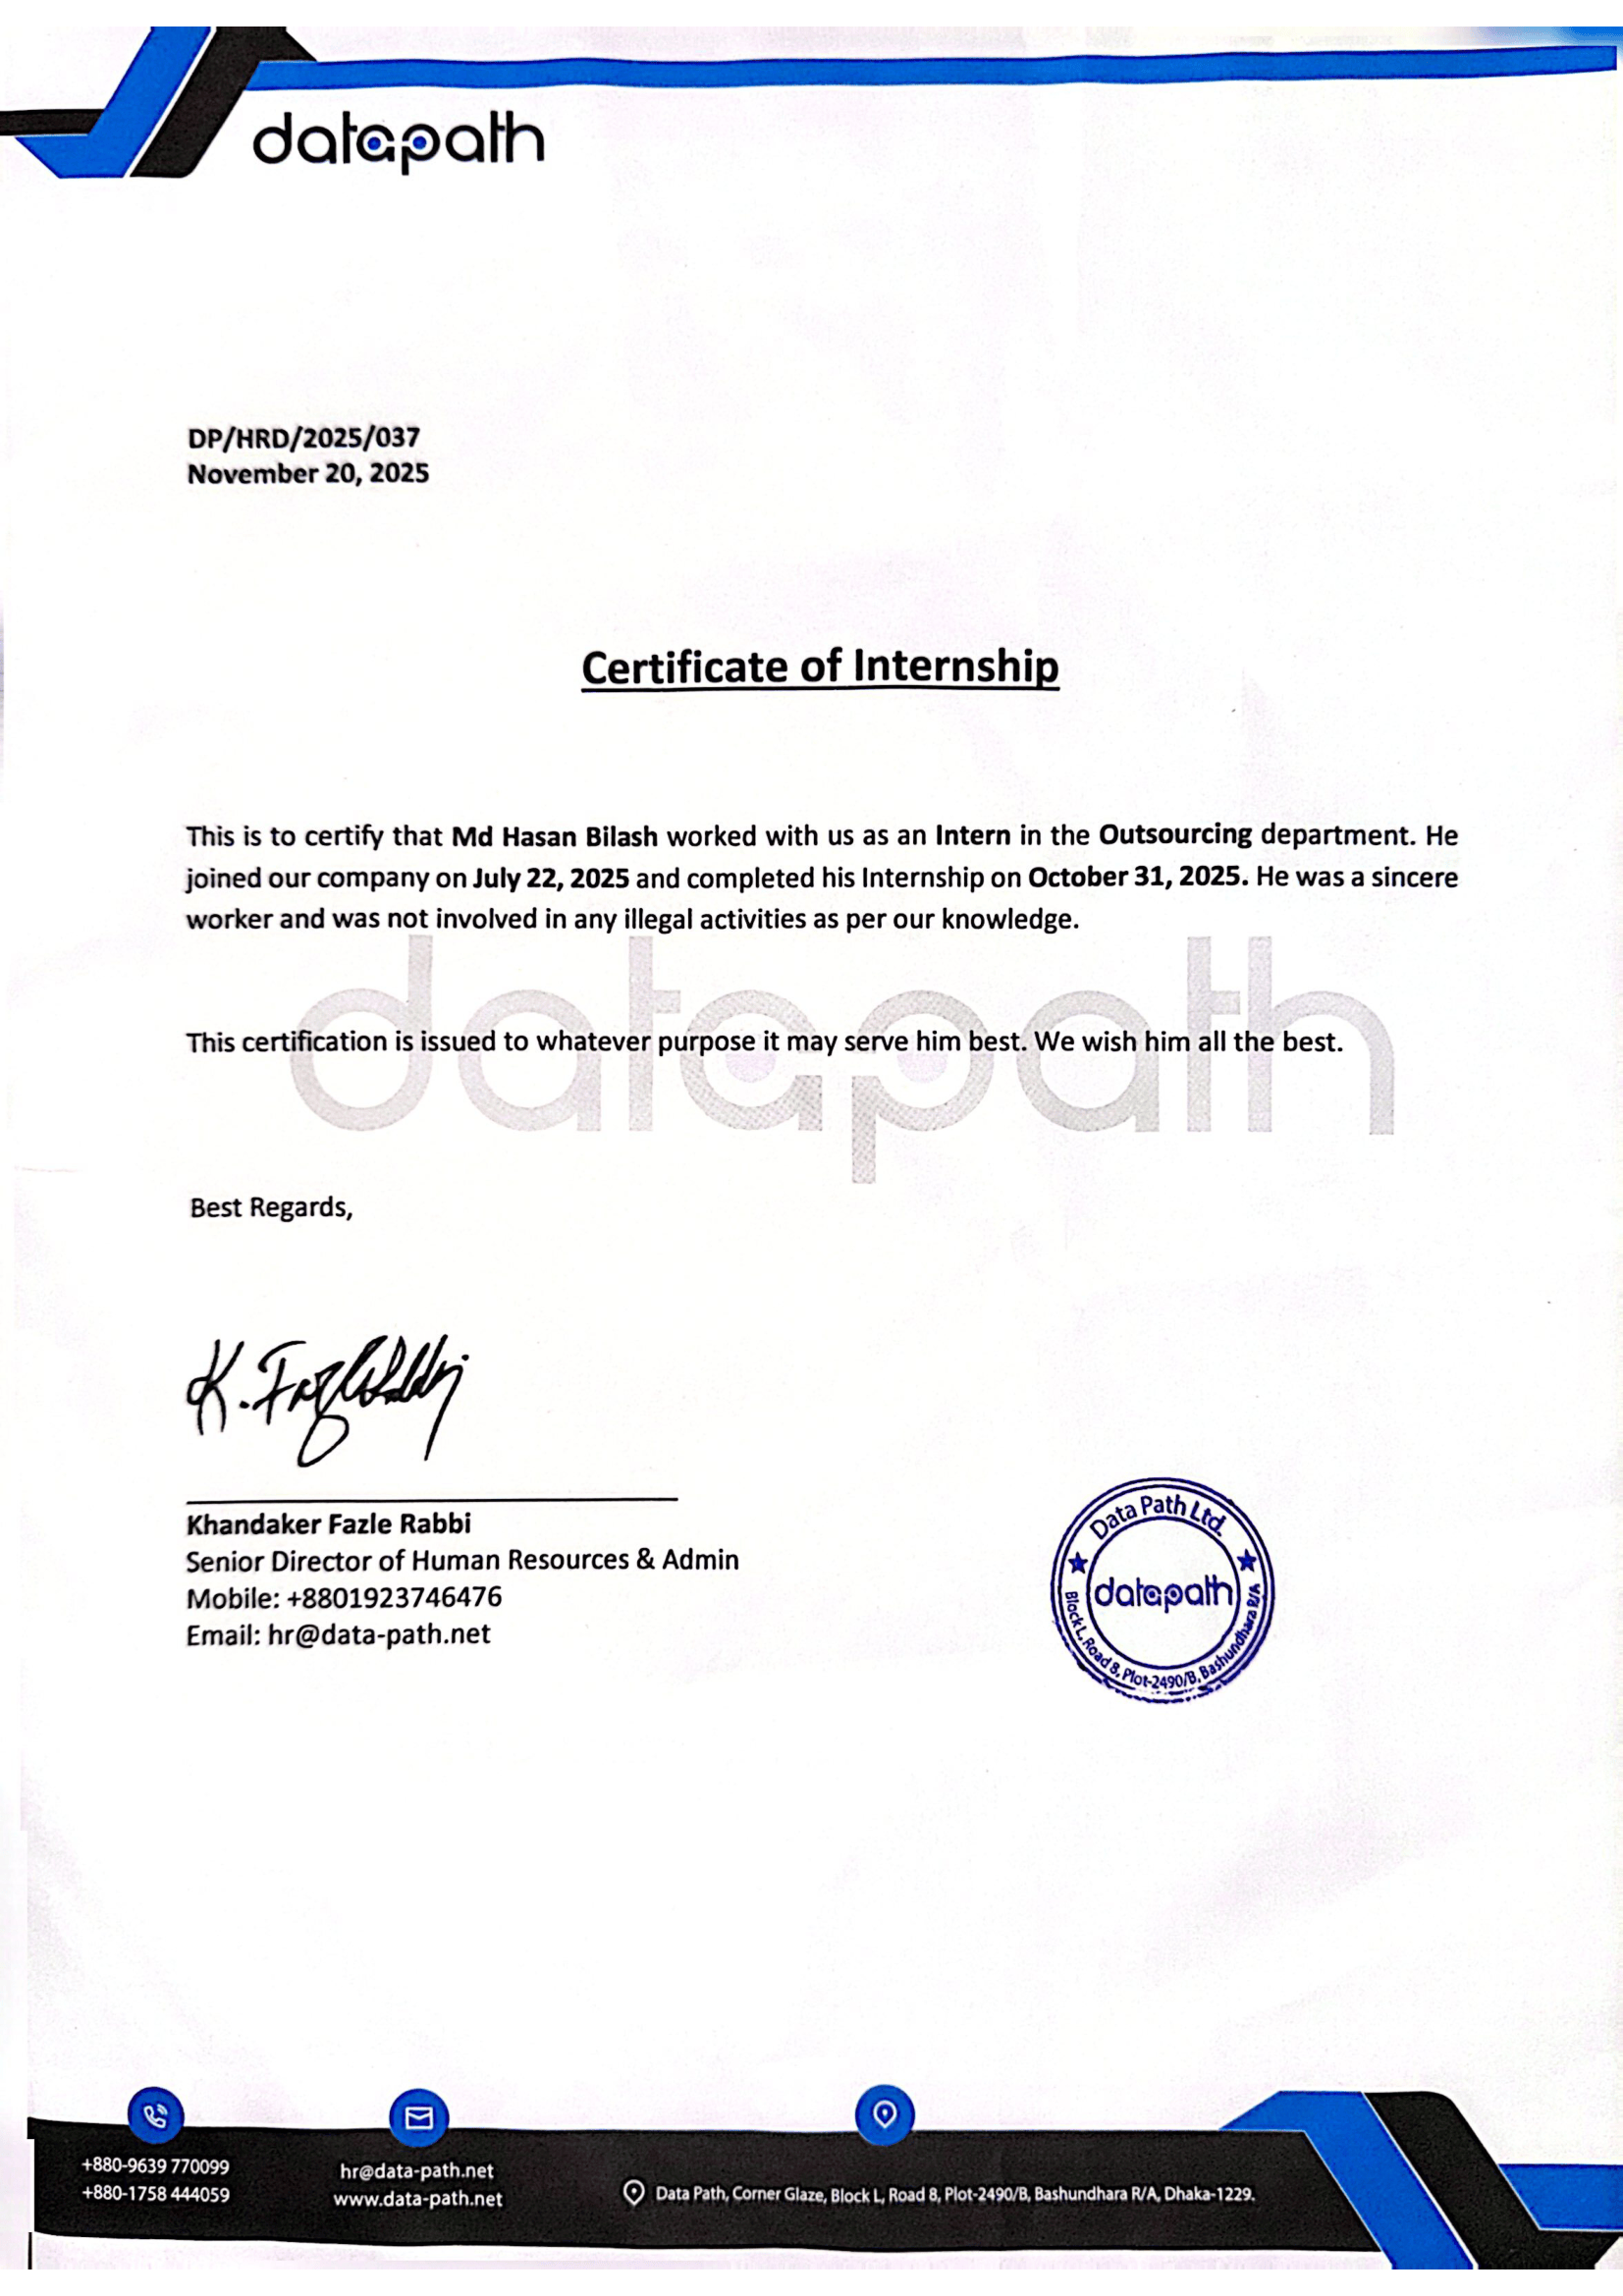 datapath
DP/HRD/2025/037
November 20, 2025
Certificate of Internship
This is to certify that Md Hasan Bilash worked with us as an Intern in the Outsourcing department. He
joined our company on July 22, 2025 and completed his Internship on October 31, 2025. He was a sincere
worker and was not involved in any illegal activities as per our knowledge.
datapath
This certification is issued to whatever purpose it may serve him best. We wish him all the best.
Best Regards,
K. Fazle Rabbi
Khandaker Fazle Rabbi
Senior Director of Human Resources & Admin
Mobile: +8801923746476
Email: hr@data-path.net
Data Path Ltd.
datapath
Block L, Road 8, Plot-2490/B, Bashundhara R/A
+880-9639 770099
+880-1758 444059
hr@data-path.net
www.data-path.net
Data Path, Corner Glaze, Block L, Road 8, Plot-2490/B, Bashundhara R/A, Dhaka-1229.